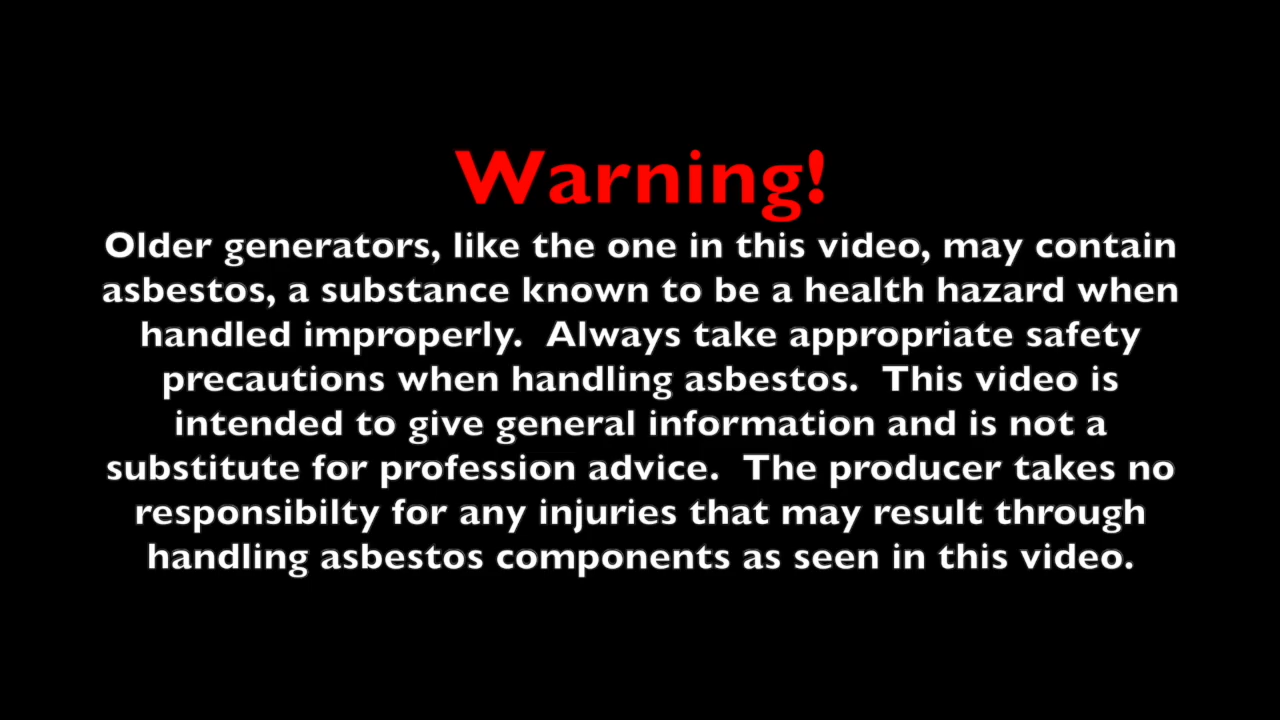 Warning!
Older generators, like the one in this video, may contain
asbestos, a substance known to be a health hazard when
handled improperly.  Always take appropriate safety
precautions when handling asbestos.  This video is
intended to give general information and is not a
substitute for profession advice.  The producer takes no
responsibilty for any injuries that may result through
handling asbestos components as seen in this video.